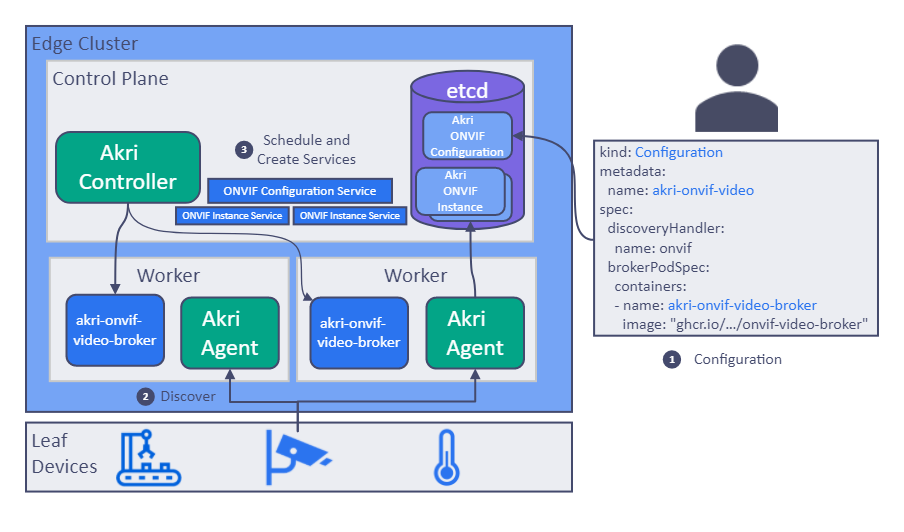 Edge Cluster
Control Plane
Akri
Controller
3
Schedule and
Create Services
ONVIF Configuration Service
ONVIF Instance Service
ONVIF Instance Service
etcd
Akri
ONVIF
Configuration
Akri
ONVIF
Instance
Worker
akri-onvif-
video-broker
Akri
Agent
Worker
akri-onvif-
video-broker
Akri
Agent
2 Discover
Leaf
Devices
kind: Configuration
metadata:
name: akri-onvif-video
spec:
discoveryHandler:
name: onvif
brokerPodSpec:
containers:
- name: akri-onvif-video-broker
image: "ghcr.io/.../onvif-video-broker"
1 Configuration